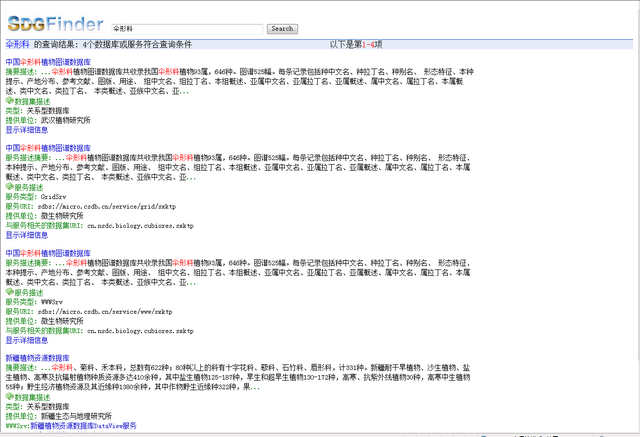 SDGFinder
伞形科
Search
伞形科 的查询结果: 4个数据库或服务符合查询条件
以下是第1-4项
中国伞形科植物图谱数据库
摘要描述: ...伞形科植物图谱数据库共收录我国伞形科植物93属，646种。图谱525幅。每条记录包括种中文名、种拉丁名、种别名、 形态特征、本种
提示、产地分布、参考文献、图版、用途、 组中文名、组拉丁名、本组概述、亚属中文名、亚属拉丁名、亚属概述、属中文名、属拉丁名、本属概
述、类中文名、类拉丁名、 本类概述、亚族中文名、亚...
数据集描述
类型: 关系型数据库
提供单位: 武汉植物研究所
显示详细信息
中国伞形科植物图谱数据库
服务描述摘要: ...伞形科植物图谱数据库共收录我国伞形科植物93属，646种。图谱525幅。每条记录包括种中文名、种拉丁名、种别名、 形态特征、
本种提示、产地分布、参考文献、图版、用途、 组中文名、组拉丁名、本组概述、亚属中文名、亚属拉丁名、亚属概述、属中文名、属拉丁名、本属
概述、类中文名、类拉丁名、 本类概述、亚族中文名、亚...
服务描述
服务类型: GridSrv
服务URI: sdbs://micro.csdb.cn/service/grid/sxktp
提供单位: 微生物研究所
与服务相关的数据集URI: cn.nsdc.biology.cubiores.sxktp
显示详细信息
中国伞形科植物图谱数据库
服务描述摘要: ...伞形科植物图谱数据库共收录我国伞形科植物93属，646种。图谱525幅。每条记录包括种中文名、种拉丁名、种别名、 形态特征、
本种提示、产地分布、参考文献、图版、用途、 组中文名、组拉丁名、本组概述、亚属中文名、亚属拉丁名、亚属概述、属中文名、属拉丁名、本属
概述、类中文名、类拉丁名、 本类概述、亚族中文名、亚...
服务描述
服务类型: WWWSrv
服务URI: sdbs://micro.csdb.cn/service/www/sxktp
提供单位: 微生物研究所
与服务相关的数据集URI: cn.nsdc.biology.cubiores.sxktp
显示详细信息
新疆植物资源数据库
摘要描述: ...伞形科、菊科、禾本科，总数有622种；80种以上的科有十字花科、藜科、石竹科、唇形科，计331种。新疆耐干旱植物、沙生植物、盐
生植物、高寒及抗辐射植物种质资源多达410余种，其中盐生植物125-187种，旱生和超旱生植物130-172种，高寒、抗紫外线植物30种，高寒中生植物
55种；野生经济植物资源及其近缘种1380余种，其中作物野生近缘种322种，果...
数据集描述
类型: 关系型数据库
提供单位: 新疆生态与地理研究所
WWWSrv:新疆植物资源数据库DataView服务